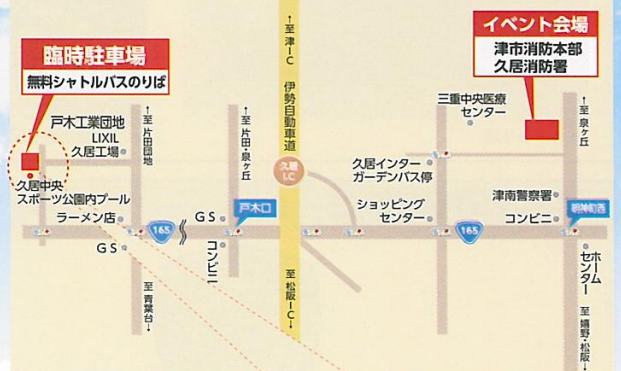 臨時駐車場
無料シャトルバスのりば
イベント会場
津市消防本部
久居消防署
←至 津IC
伊勢自動車道
久居
I.C
至 松阪IC→
戸木工業団地
LIXIL
久居工場
←至 片田団地
←至 片田・泉ヶ丘
久居中央
スポーツ公園内プール
ラーメン店
GS
165
至 青葉台→
GS
コンビニ
戸木口
三重中央医療
センター
←至 泉ヶ丘
久居インター
ガーデンバス停
ショッピング
センター
165
津南警察署
コンビニ
明神町西
ホーム
センター
至 嬉野・松阪→